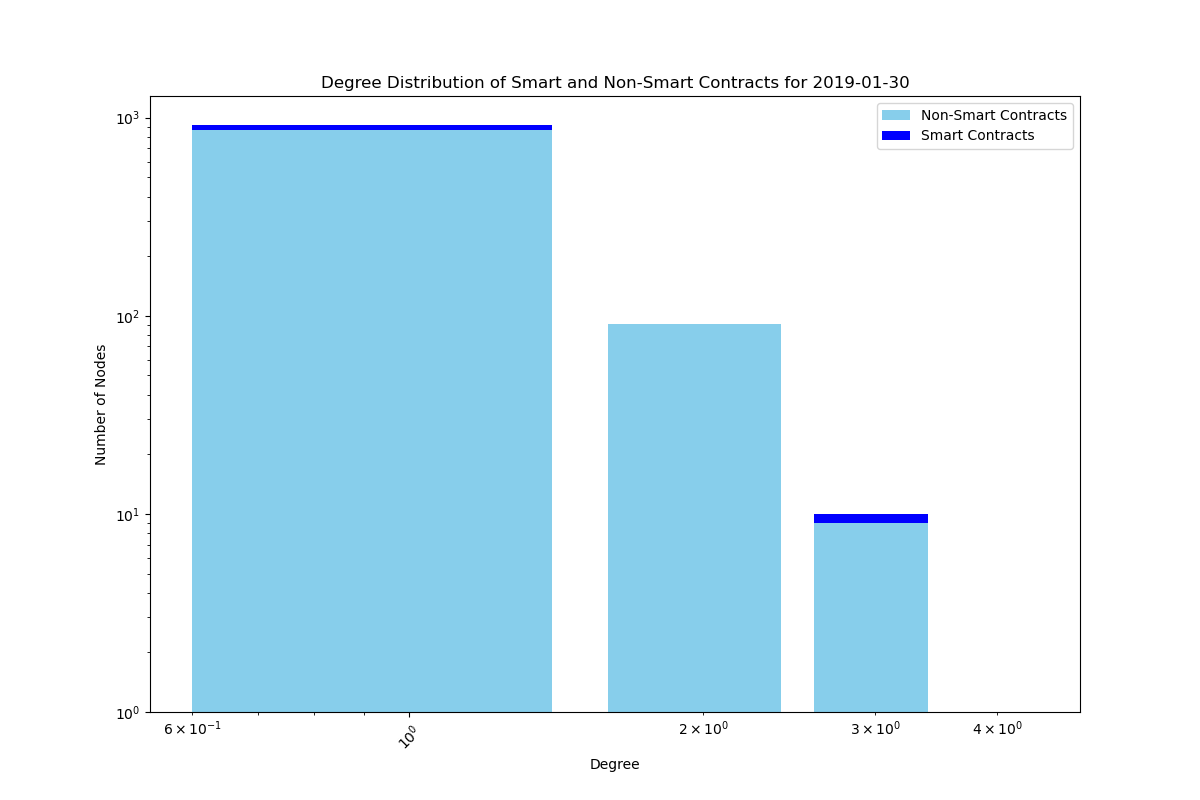 Degree Distribution of Smart and Non-Smart Contracts for 2019-01-30
Non-Smart Contracts
Smart Contracts
Number of Nodes
10³
10²
10¹
10⁰
6 × 10⁻¹
10⁰
2 × 10⁰
3 × 10⁰
4 × 10⁰
Degree